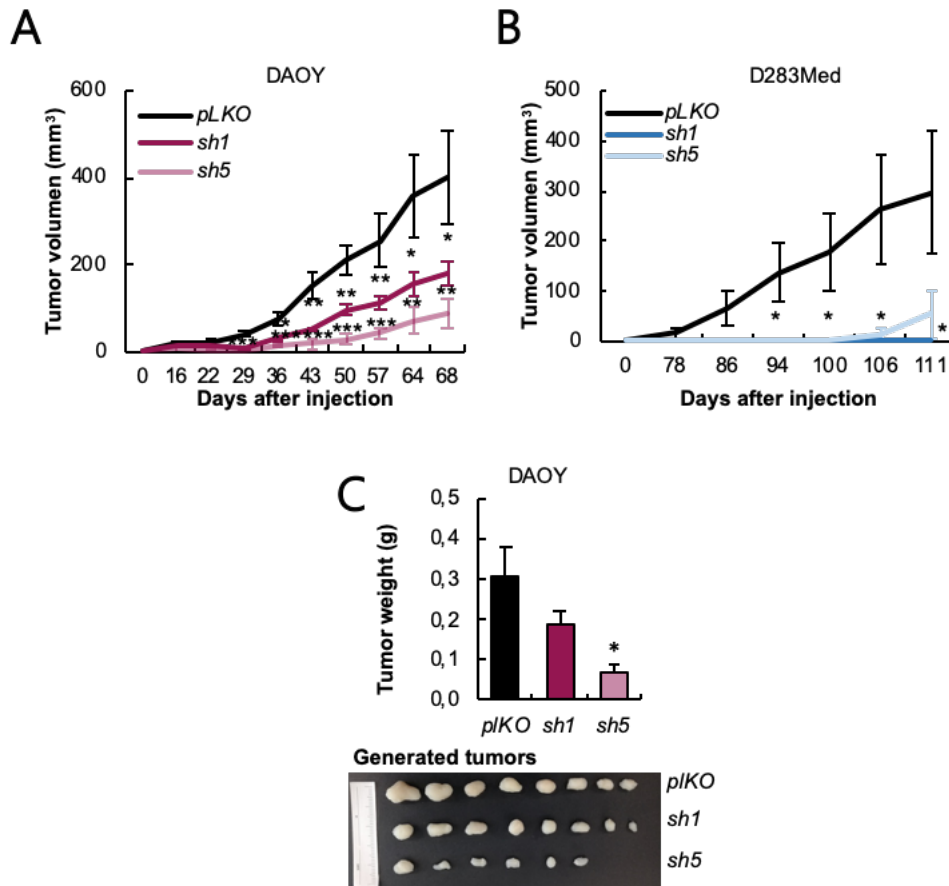 A
DAOY
Tumor volumen (mm³)
600
400
200
0
pLKO
sh1
sh5
*
*
**
**
**
**
**
**
***
***
***
***
***
0 16 22 29 36 43 50 57 64 68
Days after injection
B
D283Med
Tumor volumen (mm³)
500
400
300
200
100
0
pLKO
sh1
sh5
* * * *
0 78 86 94 100 106 111
Days after injection
C
DAOY
Tumor weight (g)
0,5
0,4
0,3
0,2
0,1
0,0
*
plKO sh1 sh5
Generated tumors
plKO
sh1
sh5